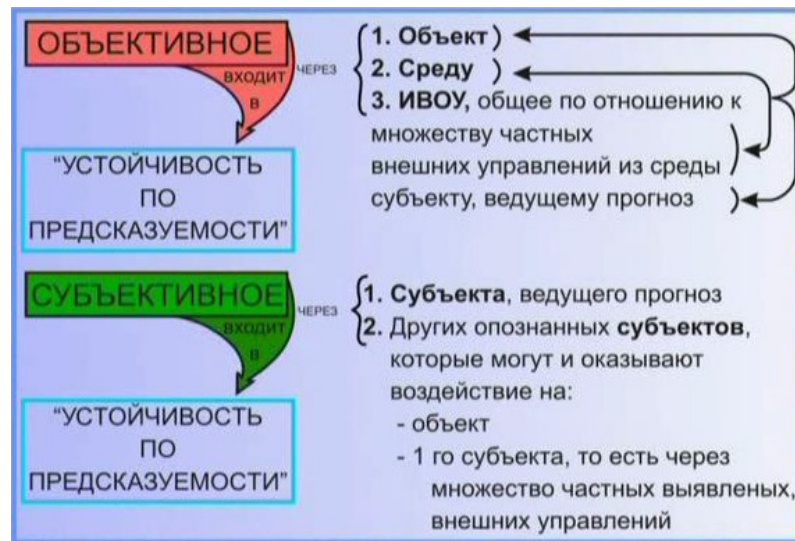 ОБЪЕКТИВНОЕ
ВХОДИТ
В
ЧЕРЕЗ
1. Объект)
2. Среду )
3. ИВОУ, общее по отношению к
множеству частных
внешних управлений из среды )
субъекту, ведущему прогноз )
“УСТОЙЧИВОСТЬ
ПО
ПРЕДСКАЗУЕМОСТИ”
СУБЪЕКТИВНОЕ
ВХОДИТ
В
ЧЕРЕЗ
1. Субъекта, ведущего прогноз
2. Других опознанных субъектов,
которые могут и оказывают
воздействие на:
- объект
- 1 го субъекта, то есть через
множество частных выявленых,
внешних управлений
“УСТОЙЧИВОСТЬ
ПО
ПРЕДСКАЗУЕМОСТИ”